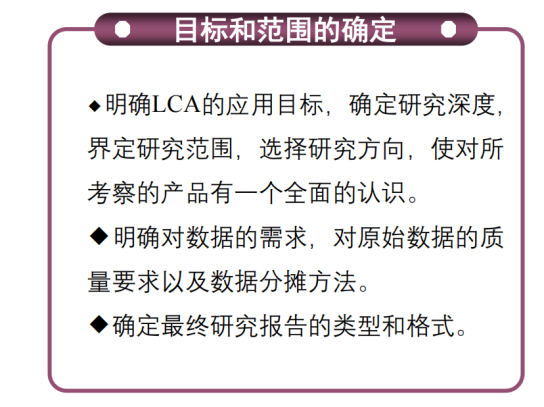 目标和范围的确定
◆明确LCA的应用目标，确定研究深度，
界定研究范围，选择研究方向，使对所
考察的产品有一个全面的认识。
◆明确对数据的需求，对原始数据的质
量要求以及数据分摊方法。
◆确定最终研究报告的类型和格式。